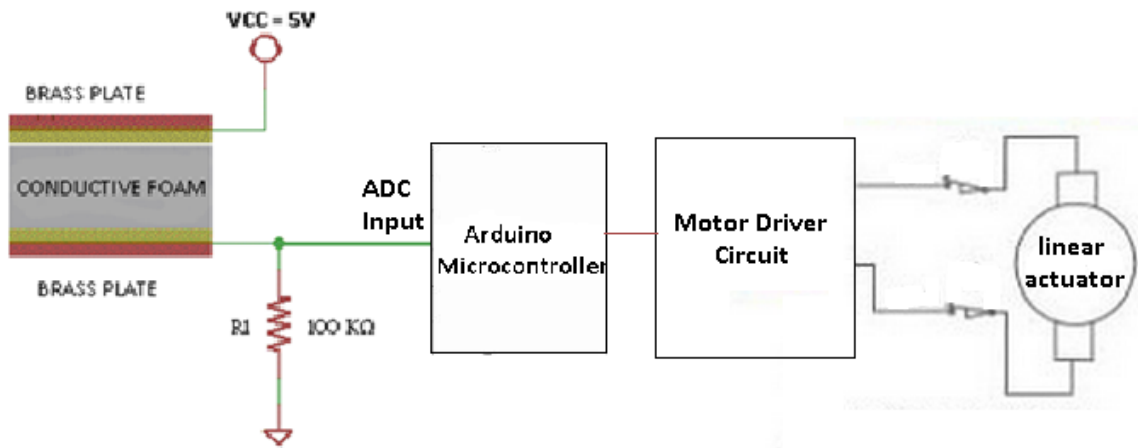 VCC = 5V
BRASS PLATE
CONDUCTIVE FOAM
BRASS PLATE
R1
100 KΩ
ADC
Input
Arduino
Microcontroller
Motor Driver
Circuit
linear
actuator